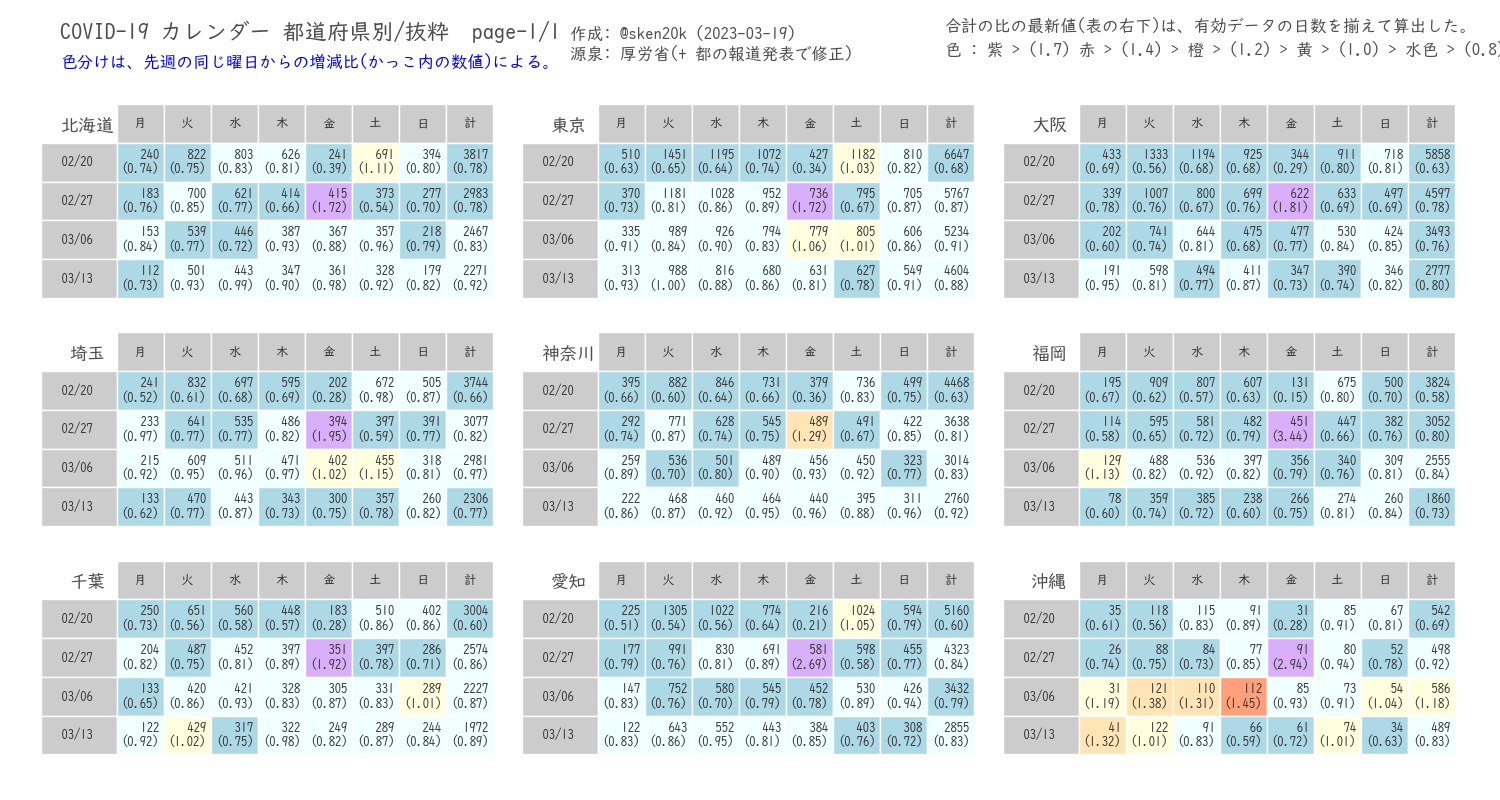 COVID-19 カレンダー 都道府県別/抜粋 page-1/1
作成: @sken20k (2023-03-19)
源泉: 厚労省(+ 都の報道発表で修正)
色分けは、先週の同じ曜日からの増減比(かっこ内の数値)による。
合計の比の最新値(表の右下)は、有効データの日数を揃えて算出した。
色 : 紫 > (1.7) 赤 > (1.4) > 橙 > (1.2) > 黄 > (1.0) > 水色 > (0.8)
北海道 月 火 水 木 金 土 日 計
02/20 240 822 803 626 241 691 394 3817
(0.74) (0.75) (0.83) (0.81) (0.39) (1.11) (0.80) (0.78)
02/27 183 700 621 414 415 373 277 2983
(0.76) (0.85) (0.77) (0.66) (1.72) (0.54) (0.70) (0.78)
03/06 153 539 446 387 367 357 218 2467
(0.84) (0.77) (0.72) (0.93) (0.88) (0.96) (0.79) (0.83)
03/13 112 501 443 347 361 328 179 2271
(0.73) (0.93) (0.99) (0.90) (0.98) (0.92) (0.82) (0.92)
東京 月 火 水 木 金 土 日 計
02/20 510 1451 1195 1072 427 1182 810 6647
(0.63) (0.65) (0.64) (0.74) (0.34) (1.03) (0.82) (0.68)
02/27 370 1181 1028 952 736 795 705 5767
(0.73) (0.81) (0.86) (0.89) (1.72) (0.67) (0.87) (0.87)
03/06 335 989 926 794 779 805 606 5234
(0.91) (0.84) (0.90) (0.83) (1.06) (1.01) (0.86) (0.91)
03/13 313 988 816 680 631 627 549 4604
(0.93) (1.00) (0.88) (0.86) (0.81) (0.78) (0.91) (0.88)
大阪 月 火 水 木 金 土 日 計
02/20 433 1333 1194 925 344 911 718 5858
(0.69) (0.56) (0.68) (0.68) (0.29) (0.80) (0.81) (0.63)
02/27 339 1007 800 699 622 633 497 4597
(0.78) (0.76) (0.67) (0.76) (1.81) (0.69) (0.69) (0.78)
03/06 202 741 644 475 477 530 424 3493
(0.60) (0.74) (0.81) (0.68) (0.77) (0.84) (0.85) (0.76)
03/13 191 598 494 411 347 390 346 2777
(0.95) (0.81) (0.77) (0.87) (0.73) (0.74) (0.82) (0.80)
埼玉 月 火 水 木 金 土 日 計
02/20 241 832 697 595 202 672 505 3744
(0.52) (0.61) (0.68) (0.69) (0.28) (0.98) (0.87) (0.66)
02/27 233 641 535 486 394 397 391 3077
(0.97) (0.77) (0.77) (0.82) (1.95) (0.59) (0.77) (0.82)
03/06 215 609 511 471 402 455 318 2981
(0.92) (0.95) (0.96) (0.97) (1.02) (1.15) (0.81) (0.97)
03/13 133 470 443 343 300 357 260 2306
(0.62) (0.77) (0.87) (0.73) (0.75) (0.78) (0.82) (0.77)
神奈川 月 火 水 木 金 土 日 計
02/20 395 882 846 731 379 736 499 4468
(0.66) (0.60) (0.64) (0.66) (0.36) (0.83) (0.75) (0.63)
02/27 292 771 628 545 489 491 422 3638
(0.74) (0.87) (0.74) (0.75) (1.29) (0.67) (0.85) (0.81)
03/06 259 536 501 489 456 450 323 3014
(0.89) (0.70) (0.80) (0.90) (0.93) (0.92) (0.77) (0.83)
03/13 222 468 460 464 440 395 311 2760
(0.86) (0.87) (0.92) (0.95) (0.96) (0.88) (0.96) (0.92)
福岡 月 火 水 木 金 土 日 計
02/20 195 909 807 607 131 675 500 3824
(0.67) (0.62) (0.57) (0.63) (0.15) (0.80) (0.70) (0.58)
02/27 114 595 581 482 451 447 382 3052
(0.58) (0.65) (0.72) (0.79) (3.44) (0.66) (0.76) (0.80)
03/06 129 488 536 397 356 340 309 2555
(1.13) (0.82) (0.92) (0.82) (0.79) (0.76) (0.81) (0.84)
03/13 78 359 385 238 266 274 260 1860
(0.60) (0.74) (0.72) (0.60) (0.75) (0.81) (0.84) (0.73)
千葉 月 火 水 木 金 土 日 計
02/20 250 651 560 448 183 510 402 3004
(0.73) (0.56) (0.58) (0.57) (0.28) (0.86) (0.86) (0.60)
02/27 204 487 452 397 351 397 286 2574
(0.82) (0.75) (0.81) (0.89) (1.92) (0.78) (0.71) (0.86)
03/06 133 420 421 328 305 331 289 2227
(0.65) (0.86) (0.93) (0.83) (0.87) (0.83) (1.01) (0.87)
03/13 122 429 317 322 249 289 244 1972
(0.92) (1.02) (0.75) (0.98) (0.82) (0.87) (0.84) (0.89)
愛知 月 火 水 木 金 土 日 計
02/20 225 1305 1022 774 216 1024 594 5160
(0.51) (0.54) (0.56) (0.64) (0.21) (1.05) (0.79) (0.60)
02/27 177 991 830 691 581 598 455 4323
(0.79) (0.76) (0.81) (0.89) (2.69) (0.58) (0.77) (0.84)
03/06 147 752 580 545 452 530 426 3432
(0.83) (0.76) (0.70) (0.79) (0.78) (0.89) (0.94) (0.79)
03/13 122 643 552 443 384 403 308 2855
(0.83) (0.86) (0.95) (0.81) (0.85) (0.76) (0.72) (0.83)
沖縄 月 火 水 木 金 土 日 計
02/20 35 118 115 91 31 85 67 542
(0.61) (0.56) (0.83) (0.89) (0.28) (0.91) (0.81) (0.69)
02/27 26 88 84 77 91 80 52 498
(0.74) (0.75) (0.73) (0.85) (2.94) (0.94) (0.78) (0.92)
03/06 31 121 110 112 85 73 54 586
(1.19) (1.38) (1.31) (1.45) (0.93) (0.91) (1.04) (1.18)
03/13 41 122 91 66 61 74 34 489
(1.32) (1.01) (0.83) (0.59) (0.72) (1.01) (0.63) (0.83)